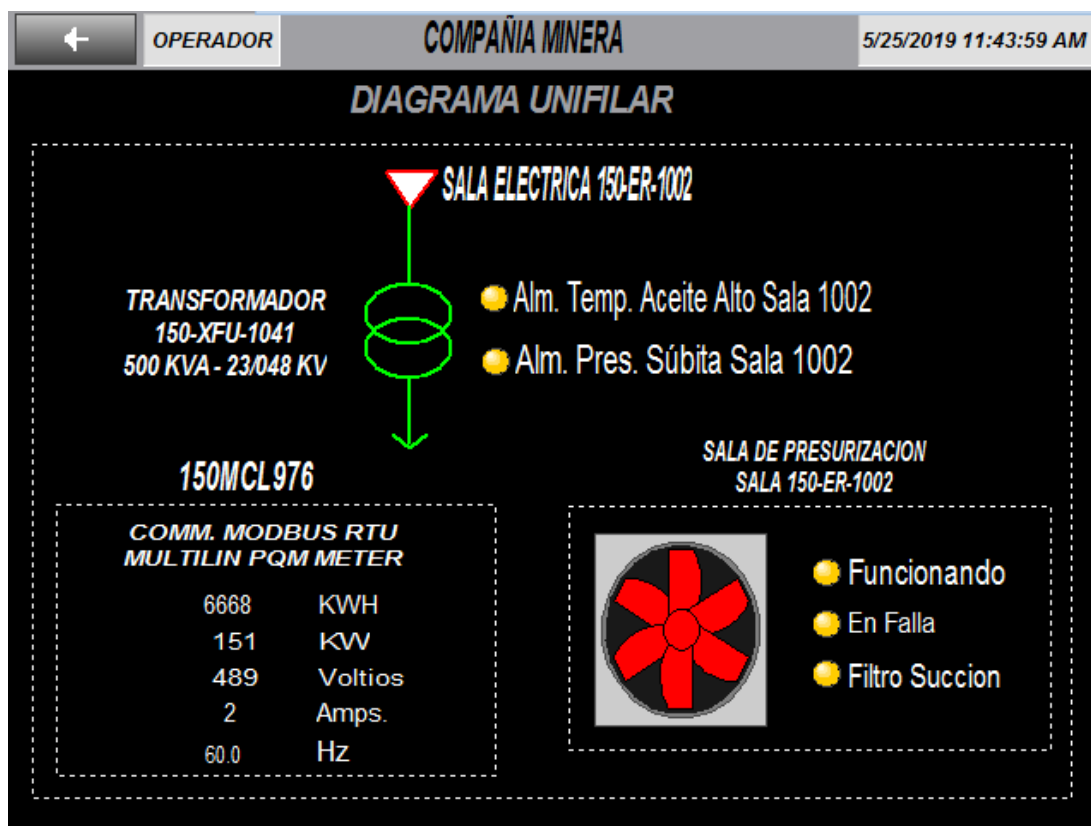 OPERADOR
COMPAÑIA MINERA
5/25/2019 11:43:59 AM
DIAGRAMA UNIFILAR
SALA ELECTRICA 150-ER-1002
TRANSFORMADOR
150-XFU-1041
500 KVA - 23/048 KV
Alm. Temp. Aceite Alto Sala 1002
Alm. Pres. Súbita Sala 1002
150MCL976
COMM. MODBUS RTU
MULTILIN PQM METER
6668 KWH
151 KW
489 Voltios
2 Amps.
60.0 Hz
SALA DE PRESURIZACION
SALA 150-ER-1002
Funcionando
En Falla
Filtro Succion